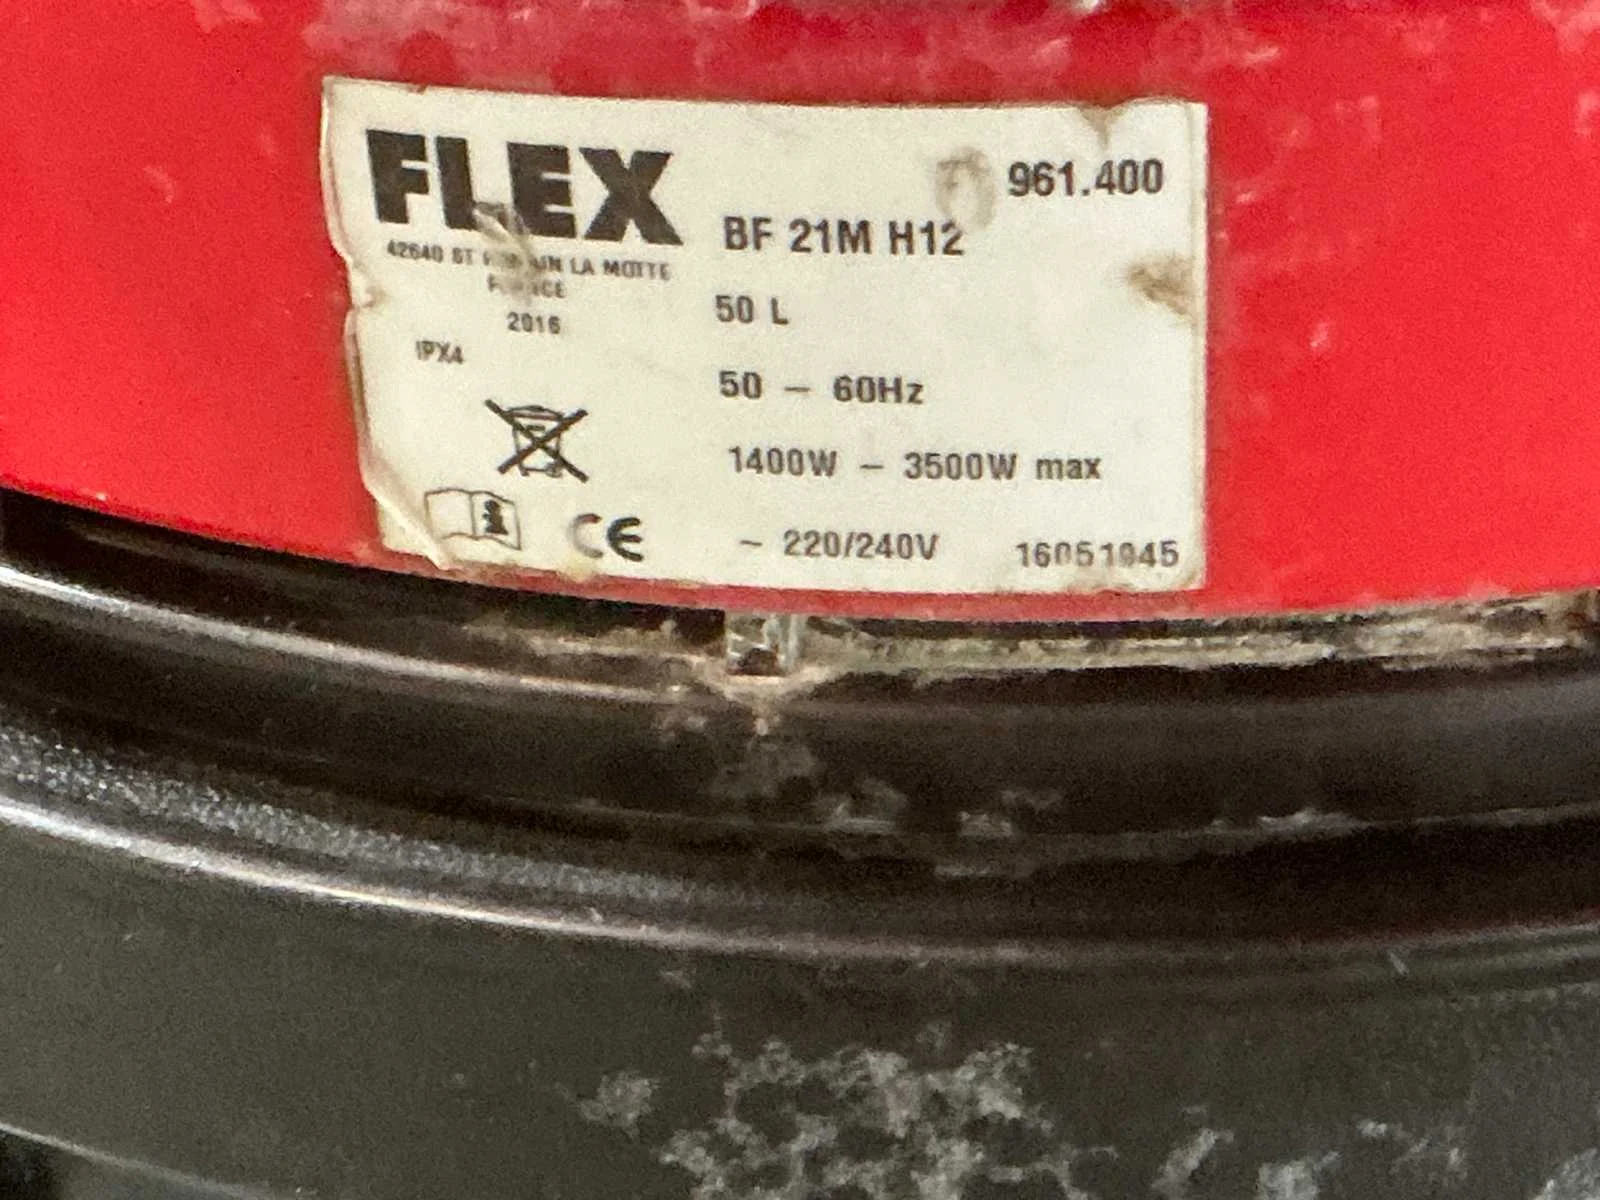 FLEX
42640 ST LA MOTTE
2016
IPX4
961.400
BF 21M H12
50 L
50 – 60Hz
1400W – 3500W max
~ 220/240V
CE